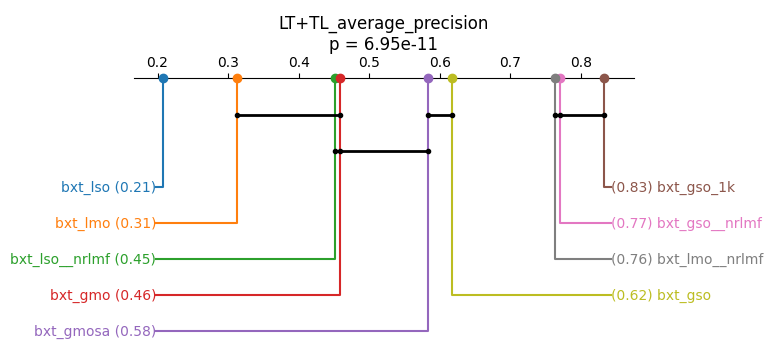 LT+TL_average_precision
p = 6.95e-11
0.2 0.3 0.4 0.5 0.6 0.7 0.8
bxt_lso (0.21) (0.83) bxt_gso_1k
bxt_lmo (0.31) (0.77) bxt_gso__nrlmf
bxt_lso__nrlmf (0.45) (0.76) bxt_lmo__nrlmf
bxt_gmo (0.46) (0.62) bxt_gso
bxt_gmosa (0.58)